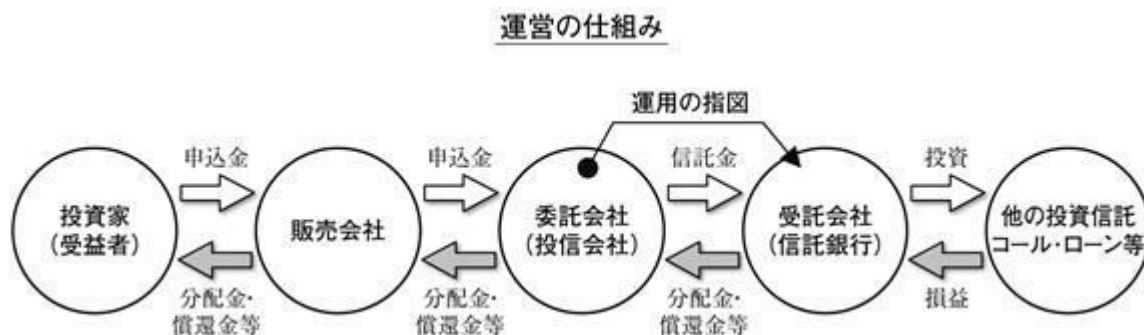 運営の仕組み
運用の指図
申込金
申込金
信託金
投資
投資家
（受益者）
販売会社
委託会社
（投信会社）
受託会社
（信託銀行）
他の投資信託
コール・ローン等
分配金・
償還金等
分配金・
償還金等
分配金・
償還金等
損益